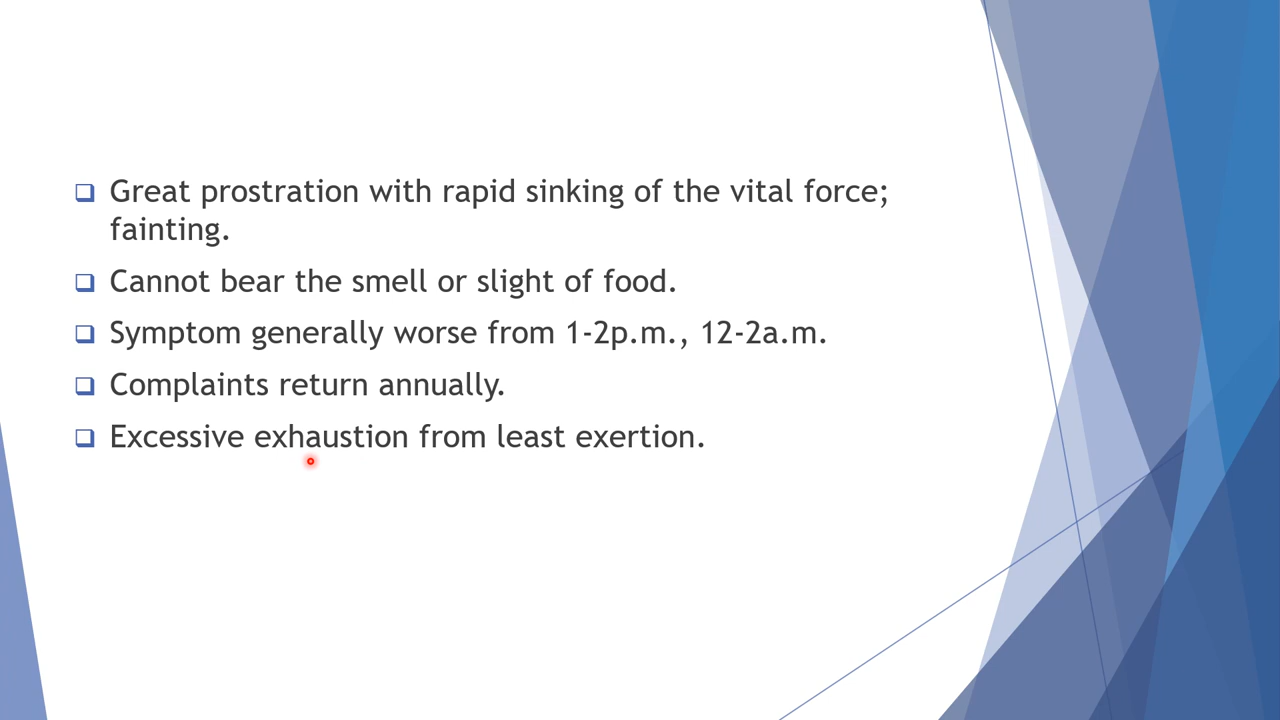 Great prostration with rapid sinking of the vital force;
fainting.
Cannot bear the smell or slight of food.
Symptom generally worse from 1-2p.m., 12-2a.m.
Complaints return annually.
Excessive exhaustion from least exertion.